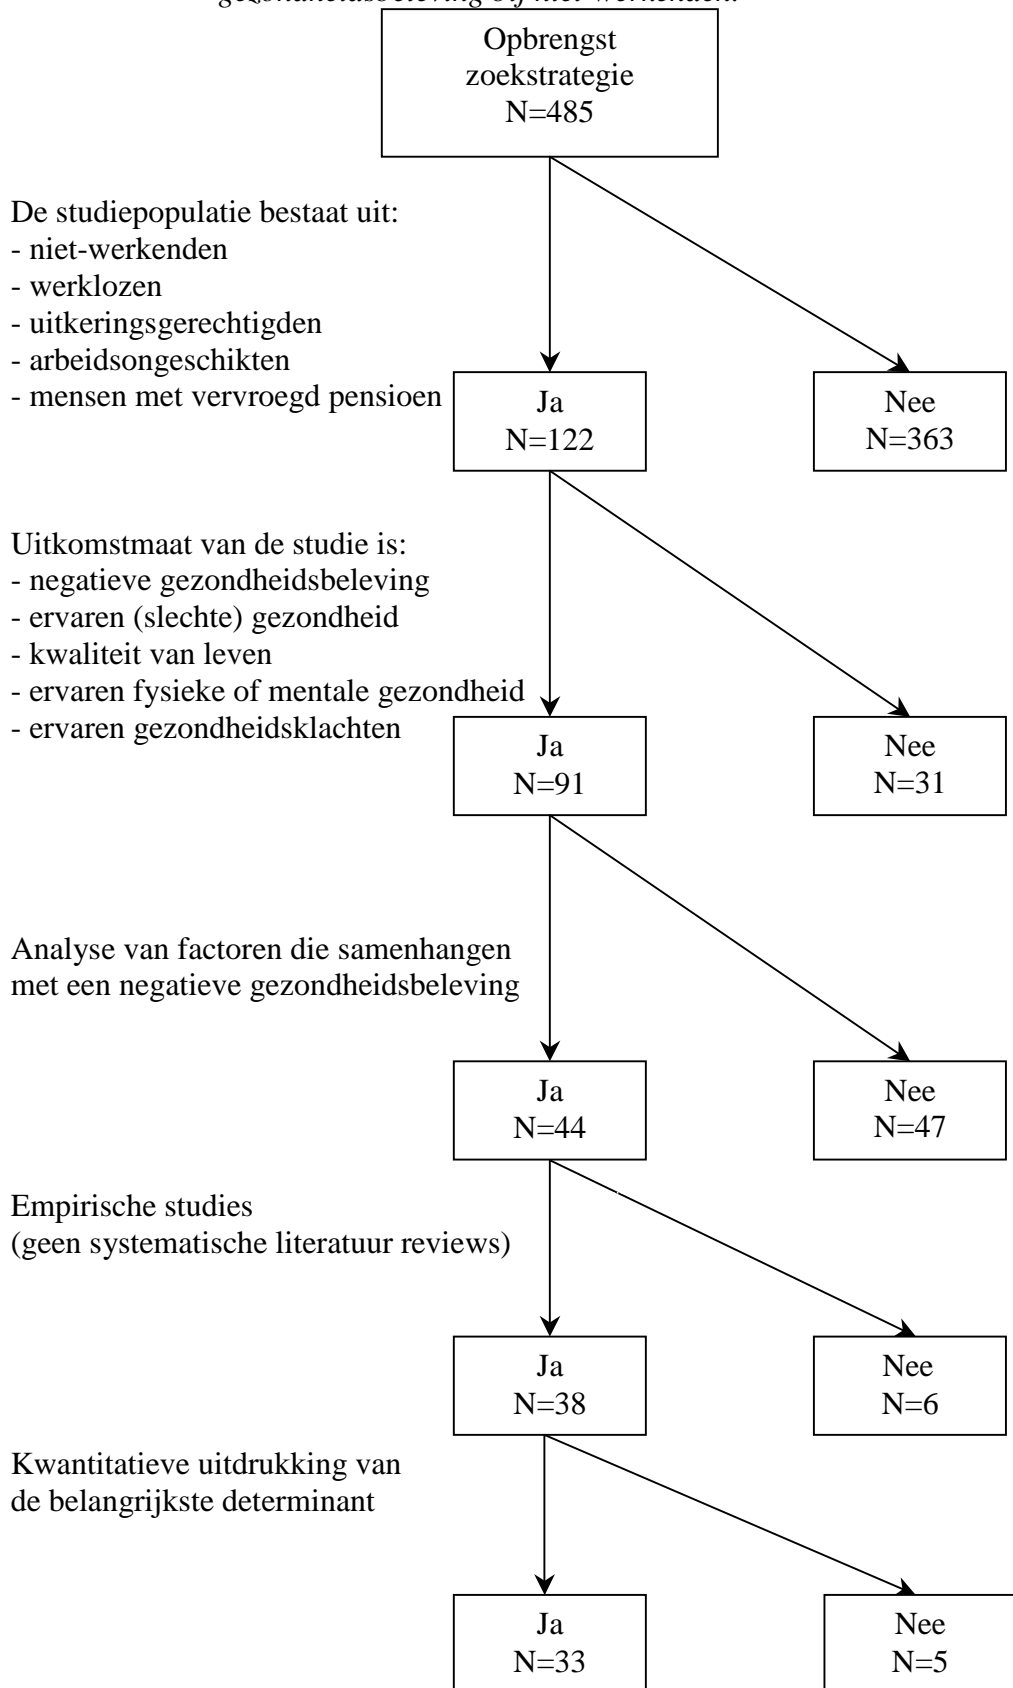 gezondheidsbeleving bij niet-werkenden.
Opbrengst
zoekstrategie
N=485
De studiepopulatie bestaat uit:
- niet-werkenden
- werklozen
- uitkeringsgerechtigden
- arbeidsongeschikten
- mensen met vervroegd pensioen
Ja
N=122
Nee
N=363
Uitkomstmaat van de studie is:
- negatieve gezondheidsbeleving
- ervaren (slechte) gezondheid
- kwaliteit van leven
- ervaren fysieke of mentale gezondheid
- ervaren gezondheidsklachten
Ja
N=91
Nee
N=31
Analyse van factoren die samenhangen
met een negatieve gezondheidsbeleving
Ja
N=44
Nee
N=47
Empirische studies
(geen systematische literatuur reviews)
Ja
N=38
Nee
N=6
Kwantitatieve uitdrukking van
de belangrijkste determinant
Ja
N=33
Nee
N=5